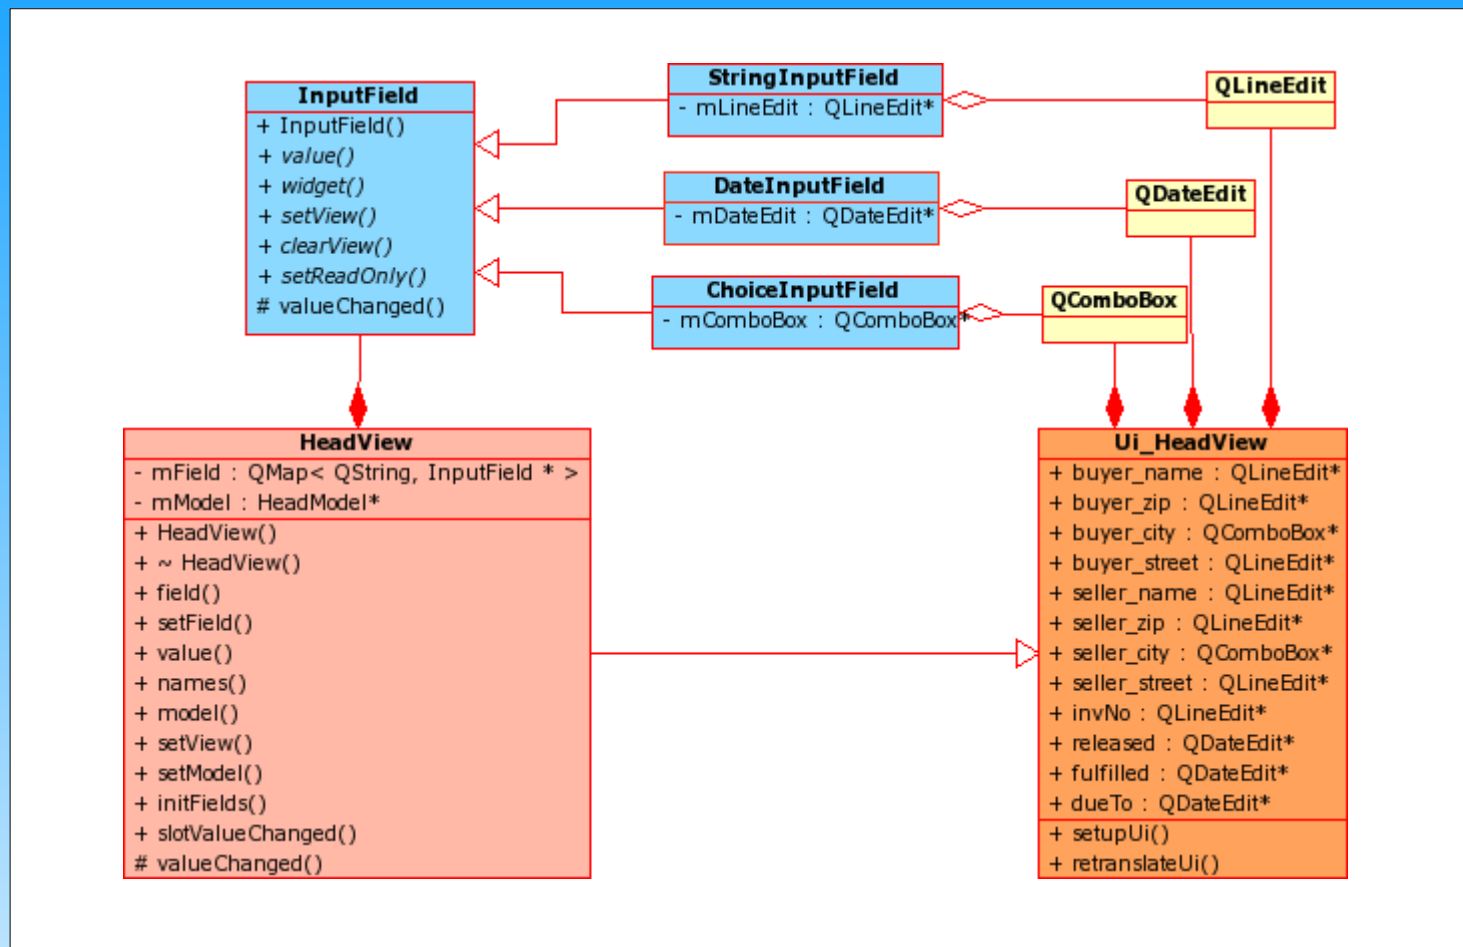 InputField
+ InputField()
+ value()
+ widget()
+ setView()
+ clearView()
+ setReadOnly()
# valueChanged()
StringInputField
- mLineEdit : QLineEdit*
QLineEdit
DateInputField
- mDateEdit : QDateEdit*
QDateEdit
ChoiceInputField
- mComboBox : QComboBox*
QComboBox
HeadView
- mField : QMap< QString, InputField * >
- mModel : HeadModel*
+ HeadView()
+ ~ HeadView()
+ field()
+ setField()
+ value()
+ names()
+ model()
+ setView()
+ setModel()
+ initFields()
+ slotValueChanged()
# valueChanged()
Ui_HeadView
+ buyer_name : QLineEdit*
+ buyer_zip : QLineEdit*
+ buyer_city : QComboBox*
+ buyer_street : QLineEdit*
+ seller_name : QLineEdit*
+ seller_zip : QLineEdit*
+ seller_city : QComboBox*
+ seller_street : QLineEdit*
+ invNo : QLineEdit*
+ released : QDateEdit*
+ fulfilled : QDateEdit*
+ dueTo : QDateEdit*
+ setupUi()
+ retranslateUi()